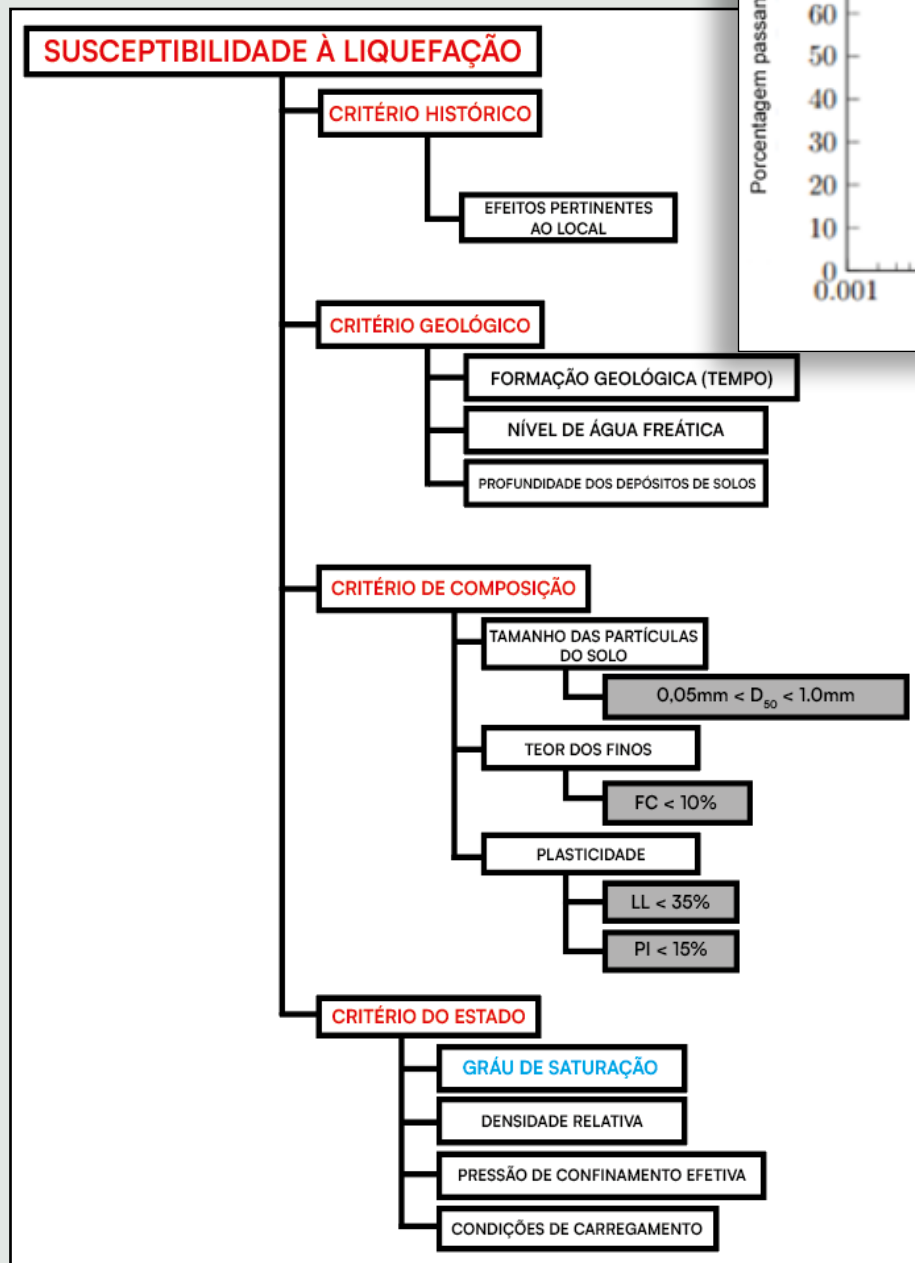 SUSCEPTIBILIDADE À LIQUEFAÇÃO
CRITÉRIO HISTÓRICO
EFEITOS PERTINENTES
AO LOCAL
CRITÉRIO GEOLÓGICO
FORMAÇÃO GEOLÓGICA (TEMPO)
NÍVEL DE ÁGUA FREÁTICA
PROFUNDIDADE DOS DEPÓSITOS DE SOLOS
CRITÉRIO DE COMPOSIÇÃO
TAMANHO DAS PARTÍCULAS
DO SOLO
0,05mm < D50 < 1.0mm
TEOR DOS FINOS
FC < 10%
PLASTICIDADE
LL < 35%
PI < 15%
CRITÉRIO DO ESTADO
GRÁU DE SATURAÇÃO
DENSIDADE RELATIVA
PRESSÃO DE CONFINAMENTO EFETIVA
CONDIÇÕES DE CARREGAMENTO
Porcentagem
60
50
40
30
20
10
0
0.001